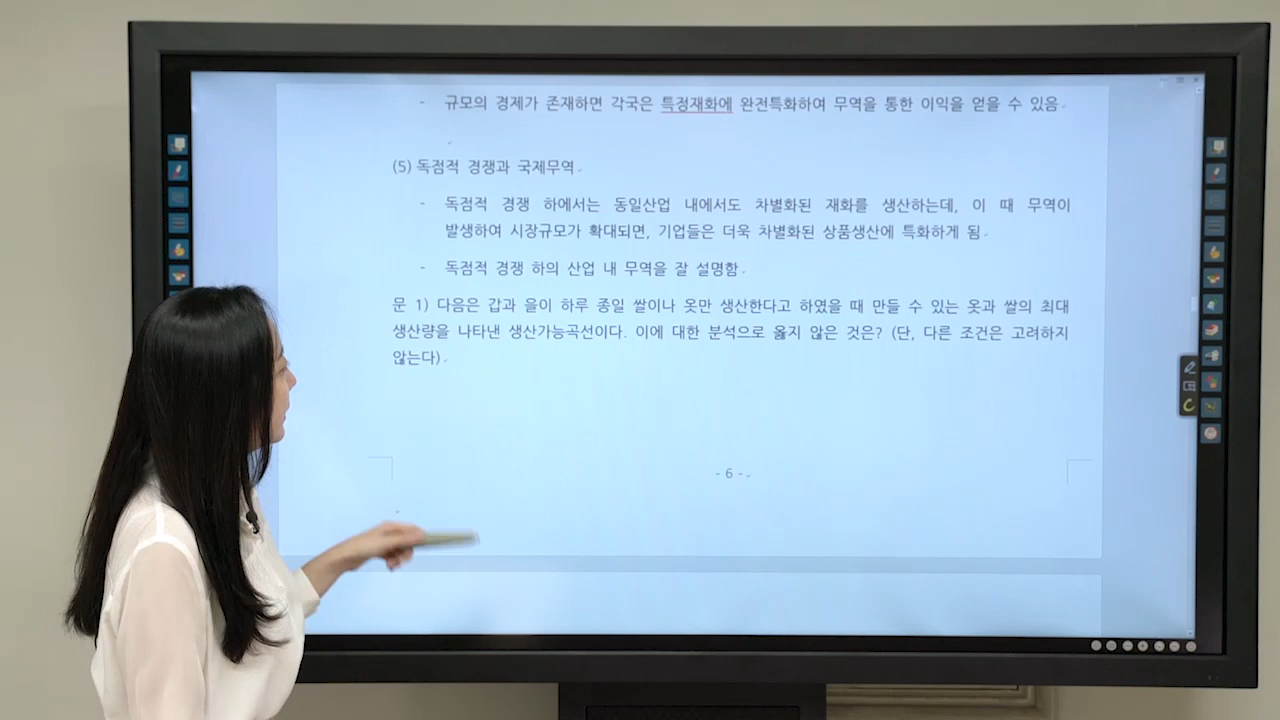 - 규모의 경제가 존재하면 각국은 특정재화에 완전특화하여 무역을 통한 이익을 얻을 수 있음
(5) 독점적 경쟁과 국제무역
- 독점적 경쟁 하에서는 동일산업 내에서도 차별화된 재화를 생산하는데, 이 때 무역이
발생하여 시장규모가 확대되면, 기업들은 더욱 차별화된 상품생산에 특화하게 됨
- 독점적 경쟁 하의 산업 내 무역을 잘 설명함
문 1) 다음은 갑과 을이 하루 종일 쌀이나 옷만 생산한다고 하였을 때 만들 수 있는 옷과 쌀의 최대
생산량을 나타낸 생산가능곡선이다. 이에 대한 분석으로 옳지 않은 것은? (단, 다른 조건은 고려하지
않는다)
- 6 -